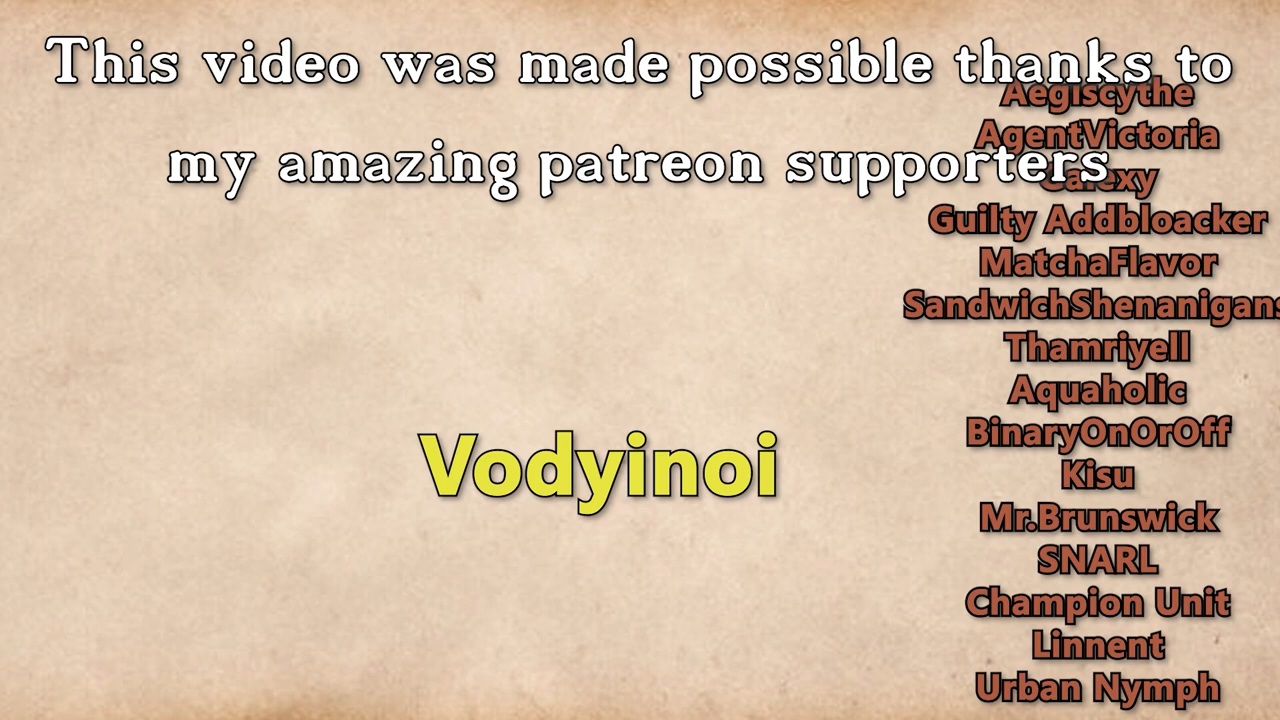 This video was made possible thanks to
my amazing patreon supporters
Aegiscythe
AgentVictoria
Guilty Addbloacker
MatchaFlavor
SandwichShenanigans
Thamriyell
Aquaholic
BinaryOnOrOff
Kisu
Mr.Brunswick
SNARL
Champion Unit
Linnent
Urban Nymph
Vodyinoi